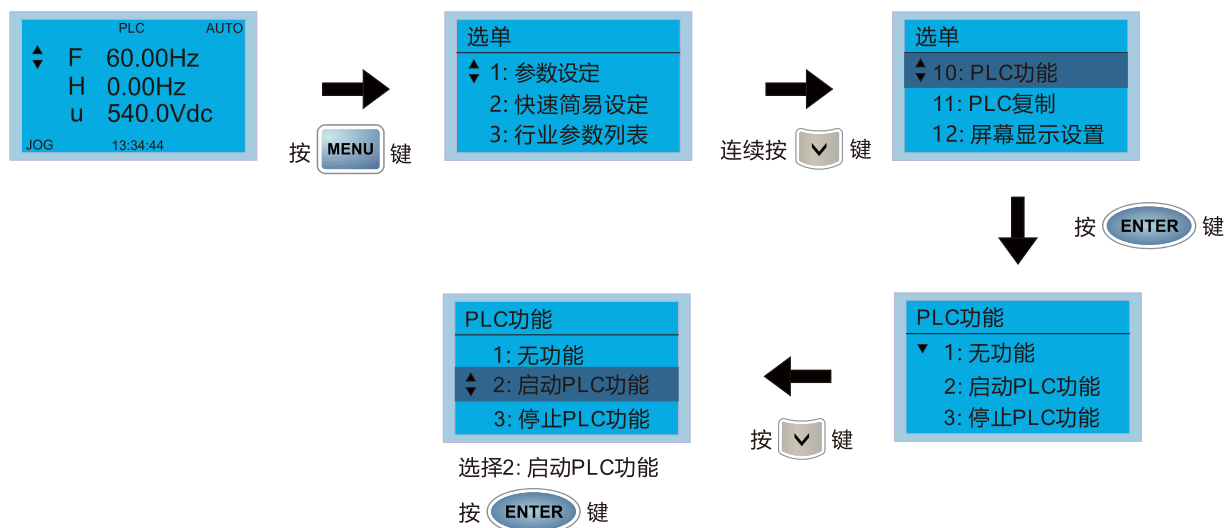 PLC AUTO
F 60.00Hz
H 0.00Hz
u 540.0Vdc
JOG 13:34:44
按 MENU 键
选单
1: 参数设定
2: 快速简易设定
3: 行业参数列表
连续按 键
选单
10: PLC功能
11: PLC复制
12: 屏幕显示设置
按 ENTER 键
PLC功能
1: 无功能
2: 启动PLC功能
3: 停止PLC功能
按 键
PLC功能
1: 无功能
2: 启动PLC功能
3: 停止PLC功能
选择2: 启动PLC功能
按 ENTER 键